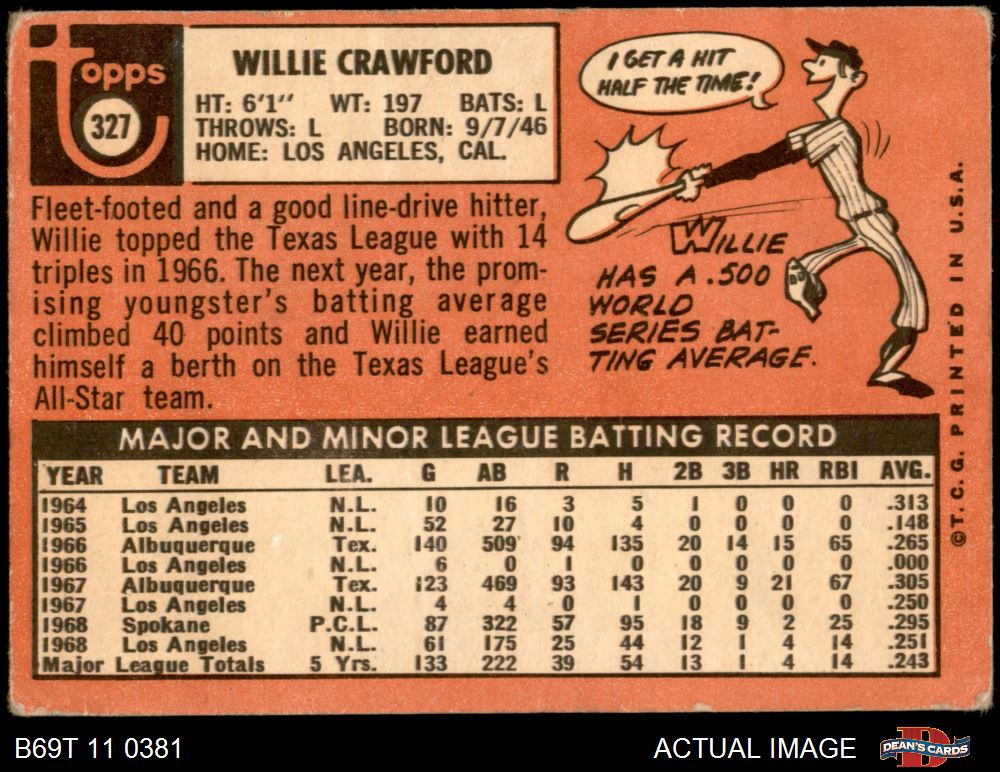 topps
327
WILLIE CRAWFORD
HT: 6'1" WT: 197 BATS: L
THROWS: L BORN: 9/7/46
HOME: LOS ANGELES, CAL.
Fleet-footed and a good line-drive hitter,
Willie topped the Texas League with 14
triples in 1966. The next year, the prom-
ising youngster's batting average
climbed 40 points and Willie earned
himself a berth on the Texas League's
All-Star team.
I GET A HIT
HALF THE TIME!
WILLIE
HAS A .500
WORLD
SERIES BAT-
TING AVERAGE.
©T. C. G. PRINTED IN U.S.A.
MAJOR AND MINOR LEAGUE BATTING RECORD
YEAR TEAM LEA. G AB R H 2B 3B HR RBI AVG.
1964 Los Angeles N.L. 10 16 3 5 1 0 0 0 .313
1965 Los Angeles N.L. 52 27 10 4 0 0 0 0 .148
1966 Albuquerque Tex. 140 509 94 135 20 14 15 65 .265
1966 Los Angeles N.L. 6 0 1 0 0 0 0 0 .000
1967 Albuquerque Tex. 123 469 93 143 20 9 21 67 .305
1967 Los Angeles N.L. 4 4 0 1 0 0 0 0 .250
1968 Spokane P.C.L. 87 322 57 95 18 9 2 25 .295
1968 Los Angeles N.L. 61 175 25 44 12 1 4 14 .251
Major League Totals 5 Yrs. 133 222 39 54 13 1 4 14 .243
B69T 11 0381
ACTUAL IMAGE
DEAN'S CARDS